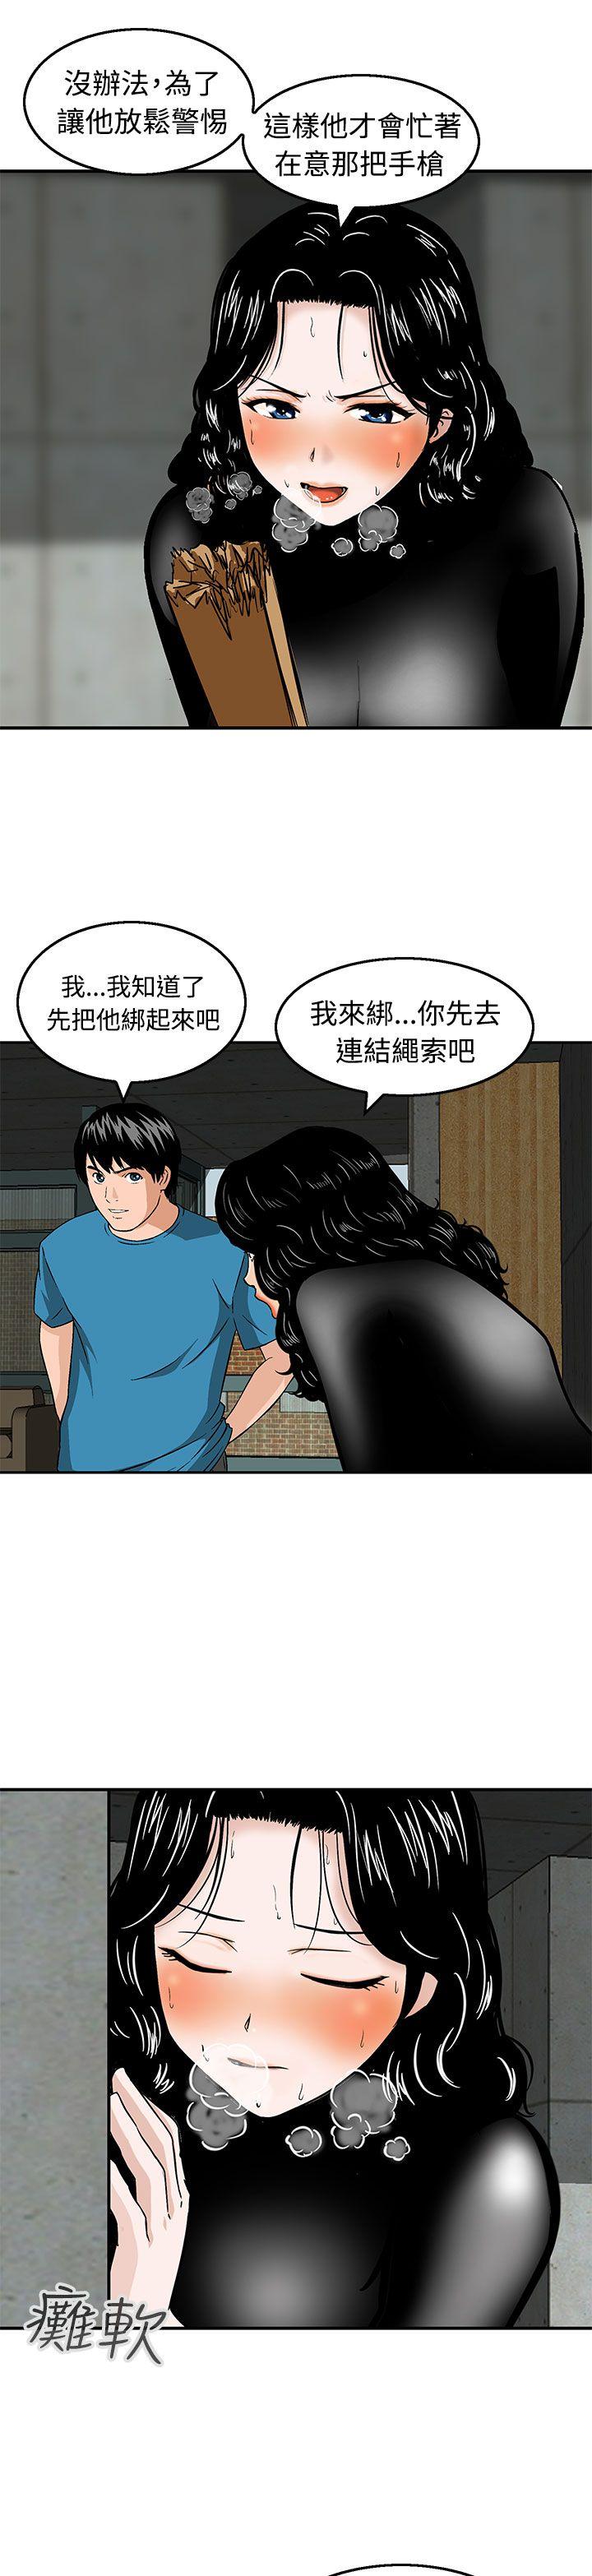 沒辦法，為了
讓他放鬆警惕
這樣他才會忙著
在意那把手槍
我...我知道了
先把他綁起來吧
我來綁...你先去
連結繩索吧
癱軟